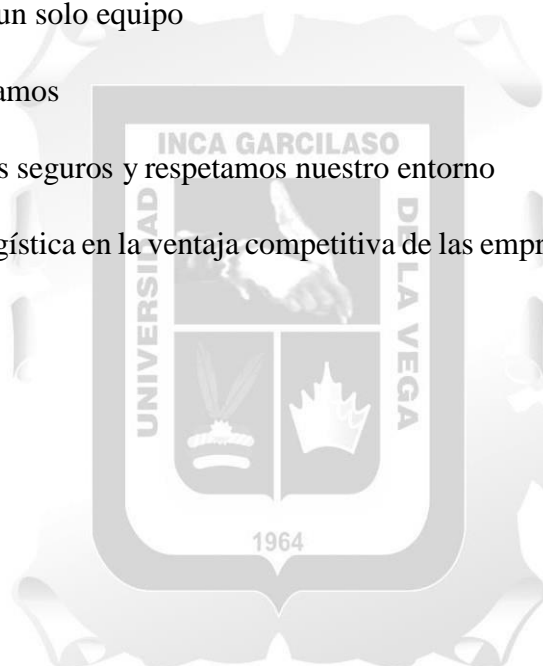 un solo equipo
amos
s seguros y respetamos nuestro entorno
gística en la ventaja competitiva de las empr
INCA GARCILASO
UNIVERSIDAD
DE LA VEGA
1964